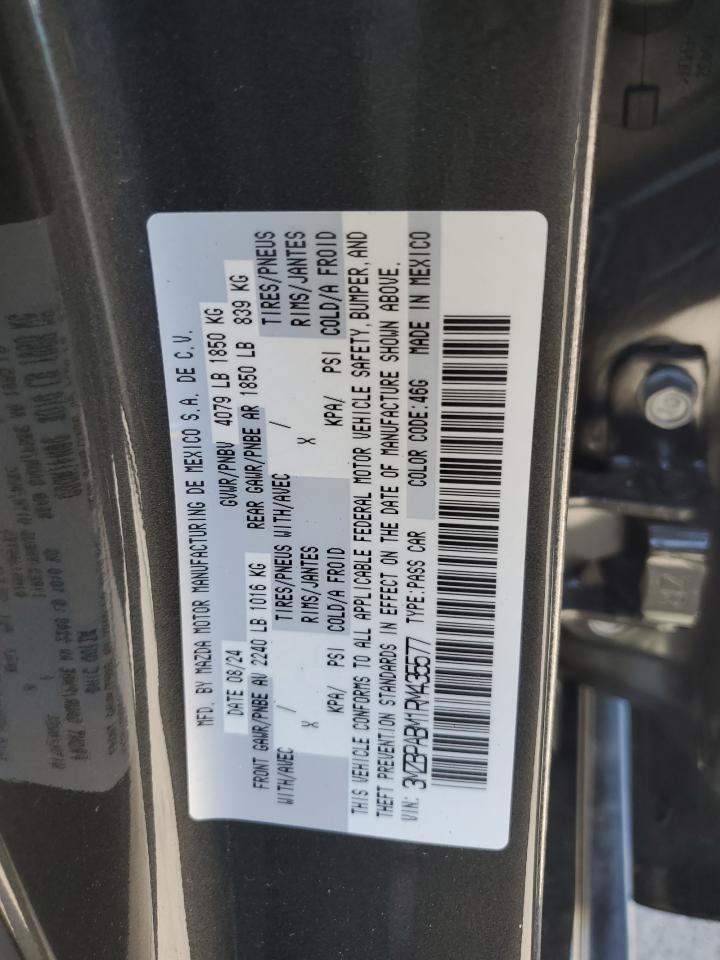 MFD. BY MAZDA MOTOR MANUFACTURING DE MEXICO S.A. DE C.V.
DATE 08/24 GVWR/PNBV 4079 LB 1850 KG
FRONT GAWR/PNBE AV 2240 LB 1016 KG REAR GAWR/PNBE AR 1850 LB 839 KG
WITH/AVEC / TIRES/PNEUS WITH/AVEC / TIRES/PNEUS
X RIMS/JANTES X RIMS/JANTES
KPA/ PSI COLD/A FROID KPA/ PSI COLD/A FROID
THIS VEHICLE CONFORMS TO ALL APPLICABLE FEDERAL MOTOR VEHICLE SAFETY, BUMPER, AND
THEFT PREVENTION STANDARDS IN EFFECT ON THE DATE OF MANUFACTURE SHOWN ABOVE.
VIN: 3MZBPABM1RM435577 TYPE:PASS CAR COLOR CODE:46G MADE IN MEXICO